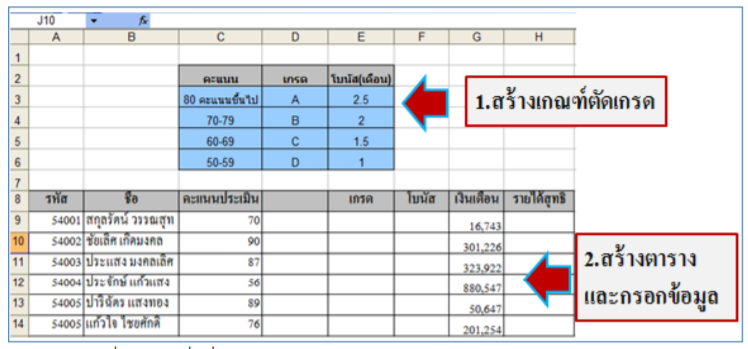 J10 fx
A B C D E F G H
1
2 คะแนน เกรด โบนัส(เดือน)
3 80 คะแนนขึ้นไป A 2.5
4 70-79 B 2
5 60-69 C 1.5
6 50-59 D 1
1.สร้างเกณฑ์ตัดเกรด
7
8 รหัส ชื่อ คะแนนประเมิน เกรด โบนัส เงินเดือน รายได้สุทธิ
9 54001 สกุลรัตน์ วรรณสุท 70 16,743
10 54002 ชัยเลิศ เกิดมงคล 90 301,226
11 54003 ประแสง มงคลเลิศ 87 323,922
12 54004 ประจักษ์ แก้วแสง 56 880,547
13 54005 ปาริฉัตร แสงทอง 89 50,647
14 54005 แก้วใจ ไชยศักดิ์ 76 201,254
2.สร้างตาราง
และกรอกข้อมูล